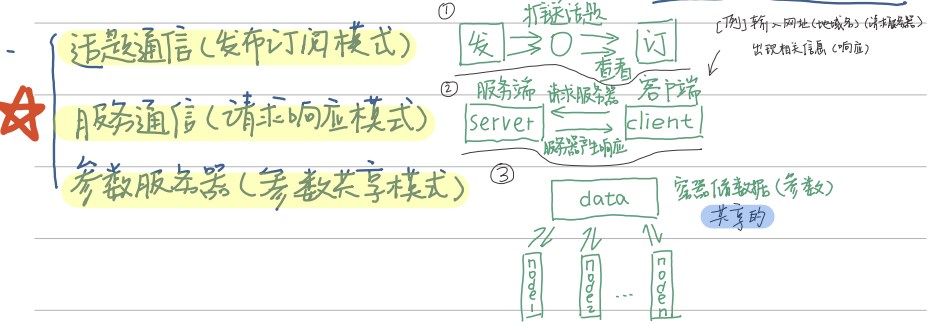 话题通信(发布订阅模式)
服务通信(请求响应模式)
参数服务器(参数共享模式)
①
推送话题
发
订
查看
[例]输入网址(地域名)(请求服务器)
出现相关信息(响应)
②
服务端 请求服务器 客户端
server
client
服务器产生响应
③
data
容器储数据(参数)
共享的
node1
node2
...
noden